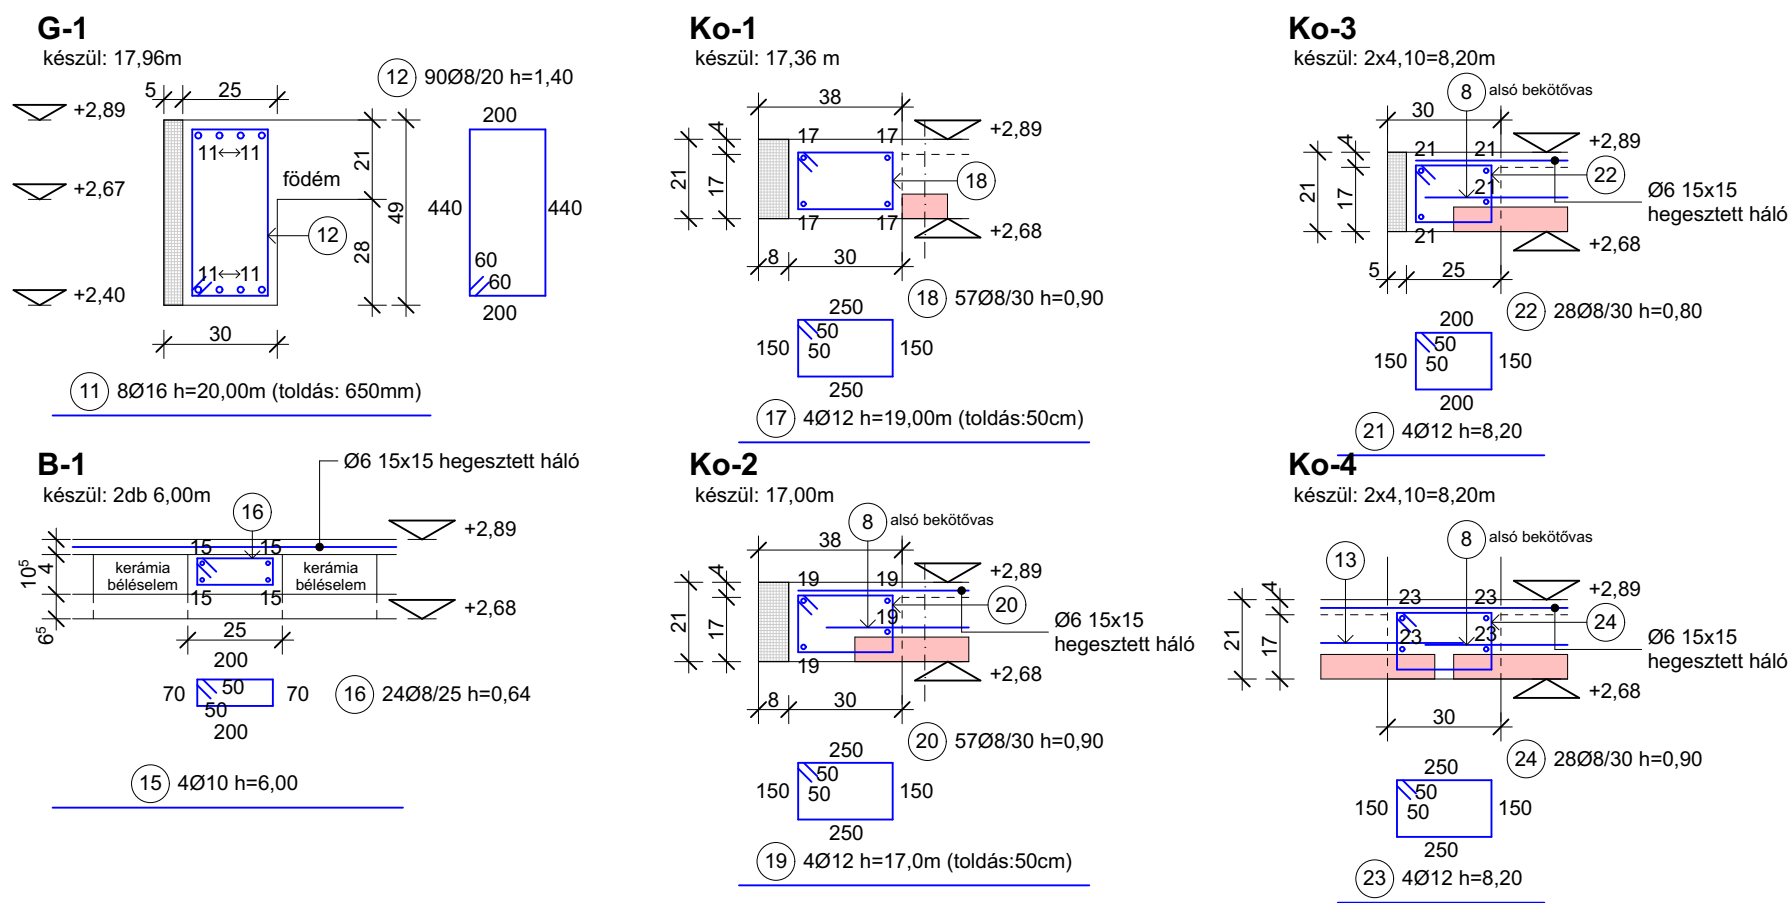 G-1
készül: 17,96m
12 90Ø8/20 h=1,40
5 25
+2,89
+2,67
+2,40
11 11
födém
12
11 11
21
28
49
30
200
440 440
60
60
200
11 8Ø16 h=20,00m (toldás: 650mm)
B-1
készül: 2db 6,00m
Ø6 15x15 hegesztett háló
16
+2,89
15 15
kerámia
béléselem
kerámia
béléselem
15 15
+2,68
4
10⁵
6⁵
25
200
70 50 70
50
200
16 24Ø8/25 h=0,64
15 4Ø10 h=6,00
Ko-1
készül: 17,36 m
38
+2,89
4
17
21
17 17
18
17 17
+2,68
8 30
18 57Ø8/30 h=0,90
250
50
150 50 150
250
17 4Ø12 h=19,00m (toldás:50cm)
Ko-2
készül: 17,00m
8 alsó bekötővas
38
+2,89
4
17
21
19 19
19
20
19
Ø6 15x15
hegesztett háló
+2,68
8 30
20 57Ø8/30 h=0,90
250
50
150 50 150
250
19 4Ø12 h=17,0m (toldás:50cm)
Ko-3
készül: 2x4,10=8,20m
8 alsó bekötővas
30
+2,89
4
17
21
21 21
21
22
21
Ø6 15x15
hegesztett háló
+2,68
5 25
22 28Ø8/30 h=0,80
200
50
150 50 150
200
21 4Ø12 h=8,20
Ko-4
készül: 2x4,10=8,20m
8 alsó bekötővas
13
+2,89
4
17
21
23 23
23 23
24
Ø6 15x15
hegesztett háló
+2,68
30
24 28Ø8/30 h=0,90
250
50
150 50 150
250
23 4Ø12 h=8,20